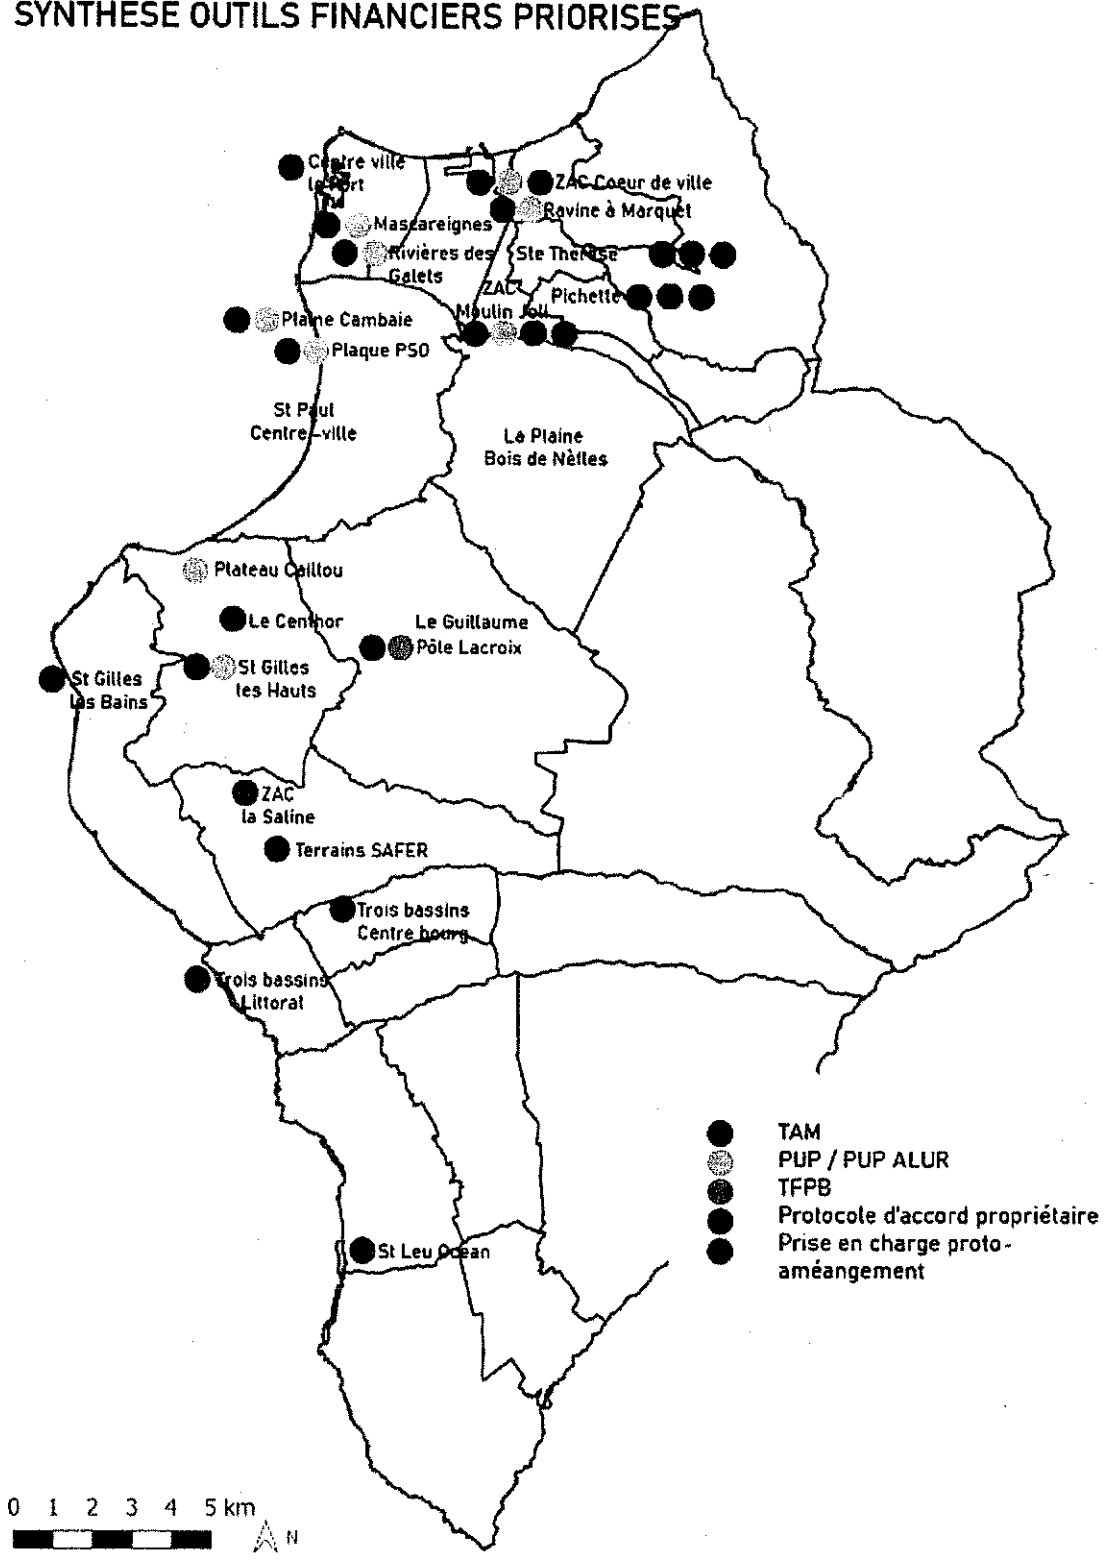 SYNTHESE OUTILS FINANCIERS PRIORISES
Centre ville
le Port
Mascareignes
Rivières des
Galets
ZAC Coeur de ville
Ravine à Marquet
Ste Thérèse
Pichette
ZAC
Moulin Joli
Plaine Cambaie
Plaque PSO
St Paul
Centre-ville
La Plaine
Bois de Nèfles
Plateau Caillou
Le Centhor
St Gilles
les Hauts
St Gilles
les Bains
Le Guillaume
Pôle Lacroix
ZAC
la Saline
Terrains SAFER
Trois bassins
Centre bourg
Trois bassins
Littoral
St Leu Ocean
TAM
PUP / PUP ALUR
TFPB
Protocole d'accord propriétaire
Prise en charge proto-
améangement
0 1 2 3 4 5 km
N